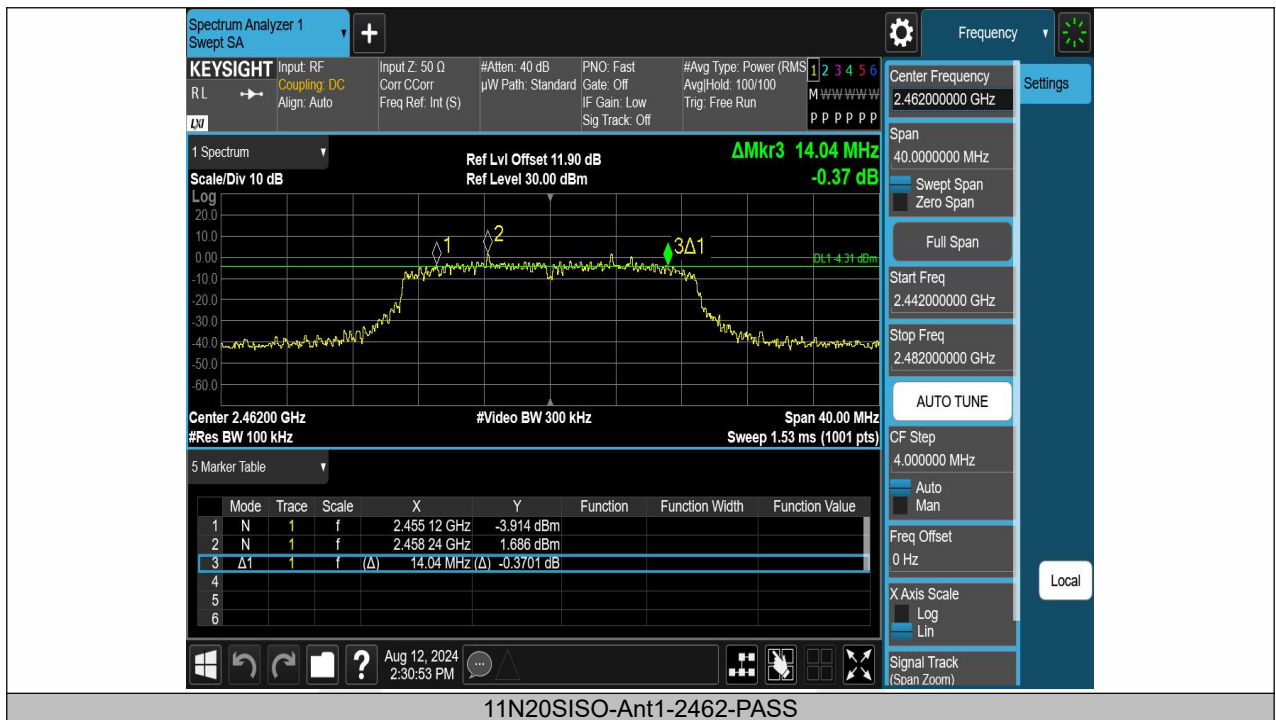 Spectrum Analyzer 1
Swept SA
+
Frequency
KEYSIGHT
R L
LXI
Input: RF
Coupling: DC
Align: Auto
Input Z: 50 Ω
Corr CCorr
Freq Ref: Int (S)
#Atten: 40 dB
µW Path: Standard
PNO: Fast
Gate: Off
IF Gain: Low
Sig Track: Off
#Avg Type: Power (RMS
Avg|Hold: 100/100
Trig: Free Run
1 2 3 4 5 6
M W W W W W
P P P P P P
1 Spectrum
Scale/Div 10 dB
Ref Lvl Offset 11.90 dB
Ref Level 30.00 dBm
ΔMkr3 14.04 MHz
-0.37 dB
Log
20.0
10.0
0.00
-10.0
-20.0
-30.0
-40.0
-50.0
-60.0
1
2
3Δ1
DL1 -4.31 dBm
Center 2.46200 GHz
#Video BW 300 kHz
Span 40.00 MHz
#Res BW 100 kHz
Sweep 1.53 ms (1001 pts)
5 Marker Table
Mode Trace Scale X Y Function Function Width Function Value
1 N 1 f 2.455 12 GHz -3.914 dBm
2 N 1 f 2.458 24 GHz 1.686 dBm
3 Δ1 1 f (Δ) 14.04 MHz (Δ) -0.3701 dB
4
5
6
Center Frequency
2.462000000 GHz
Settings
Span
40.0000000 MHz
Swept Span
Zero Span
Full Span
Start Freq
2.442000000 GHz
Stop Freq
2.482000000 GHz
AUTO TUNE
CF Step
4.000000 MHz
Auto
Man
Freq Offset
0 Hz
Local
X Axis Scale
Log
Lin
Signal Track
(Span Zoom)
?
Aug 12, 2024
2:30:53 PM
11N20SISO-Ant1-2462-PASS